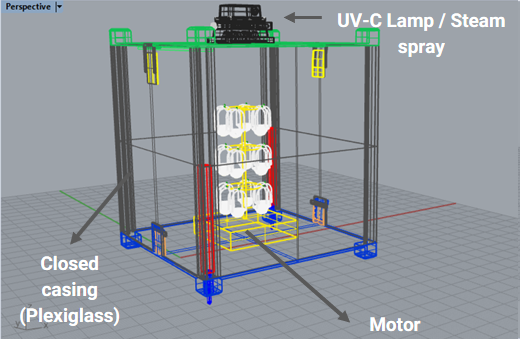 Perspective
UV-C Lamp / Steam
spray
Closed
casing
(Plexiglass)
Motor